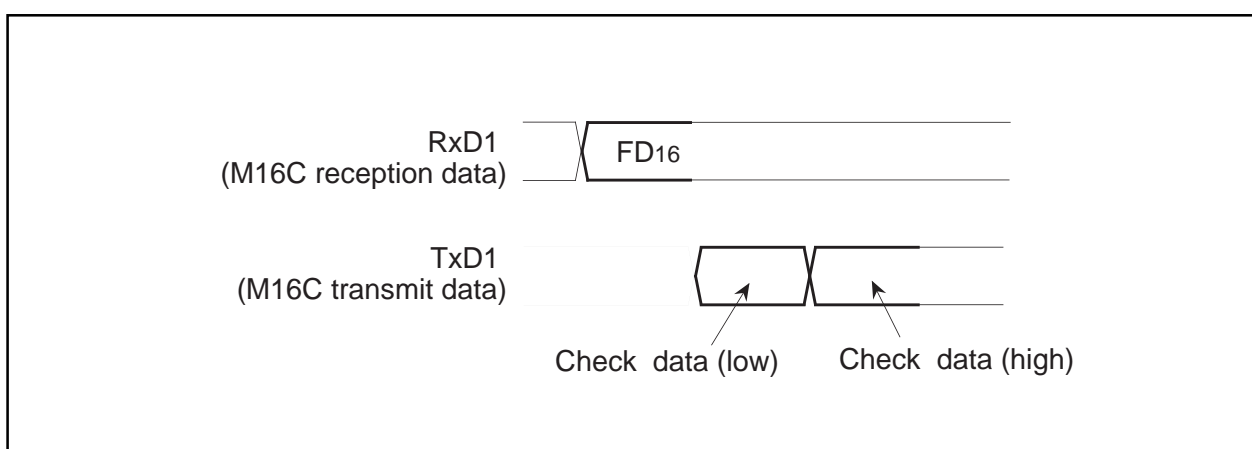 RxD1
(M16C reception data)
FD16
TxD1
(M16C transmit data)
Check data (low)
Check data (high)